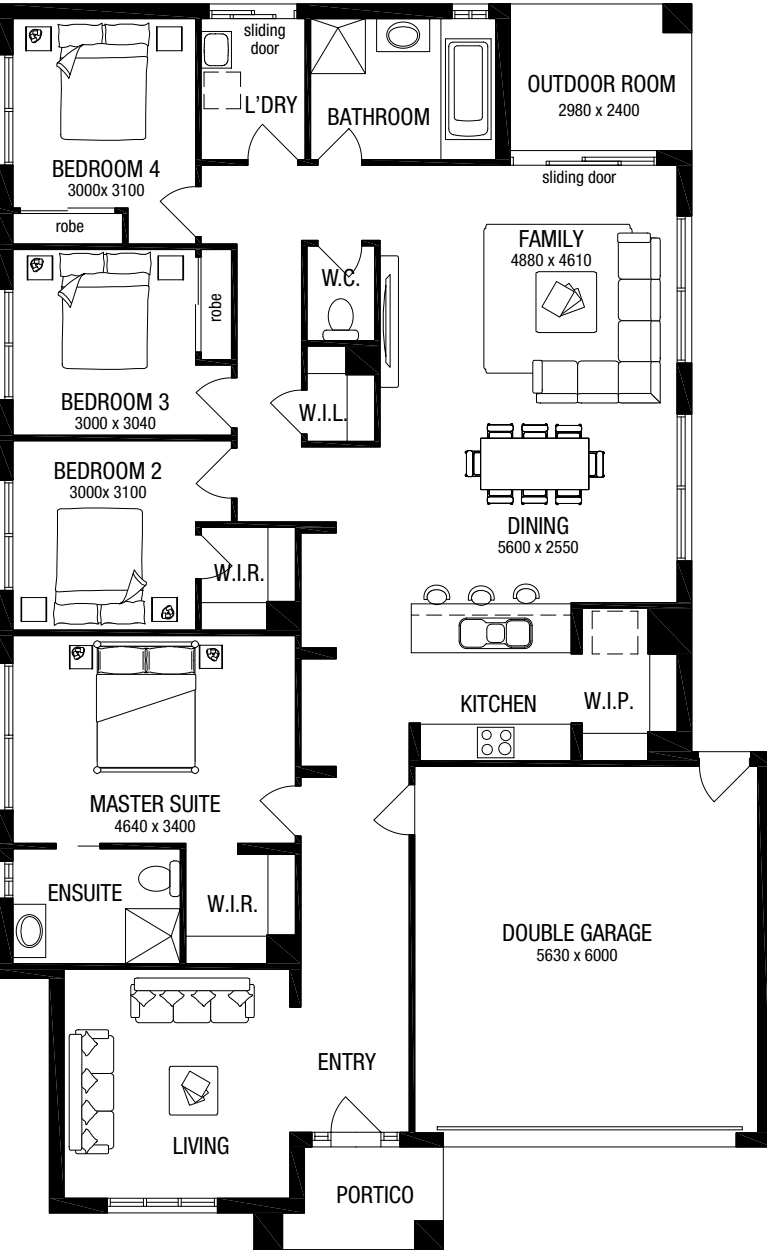 sliding
door
L'DRY
BATHROOM
OUTDOOR ROOM
2980 x 2400
BEDROOM 4
3000x 3100
sliding door
robe
FAMILY
4880 x 4610
W.C.
robe
BEDROOM 3
3000 x 3040
W.I.L.
BEDROOM 2
3000x 3100
DINING
5600 x 2550
W.I.R.
KITCHEN
W.I.P.
MASTER SUITE
4640 x 3400
ENSUITE
W.I.R.
DOUBLE GARAGE
5630 x 6000
ENTRY
LIVING
PORTICO